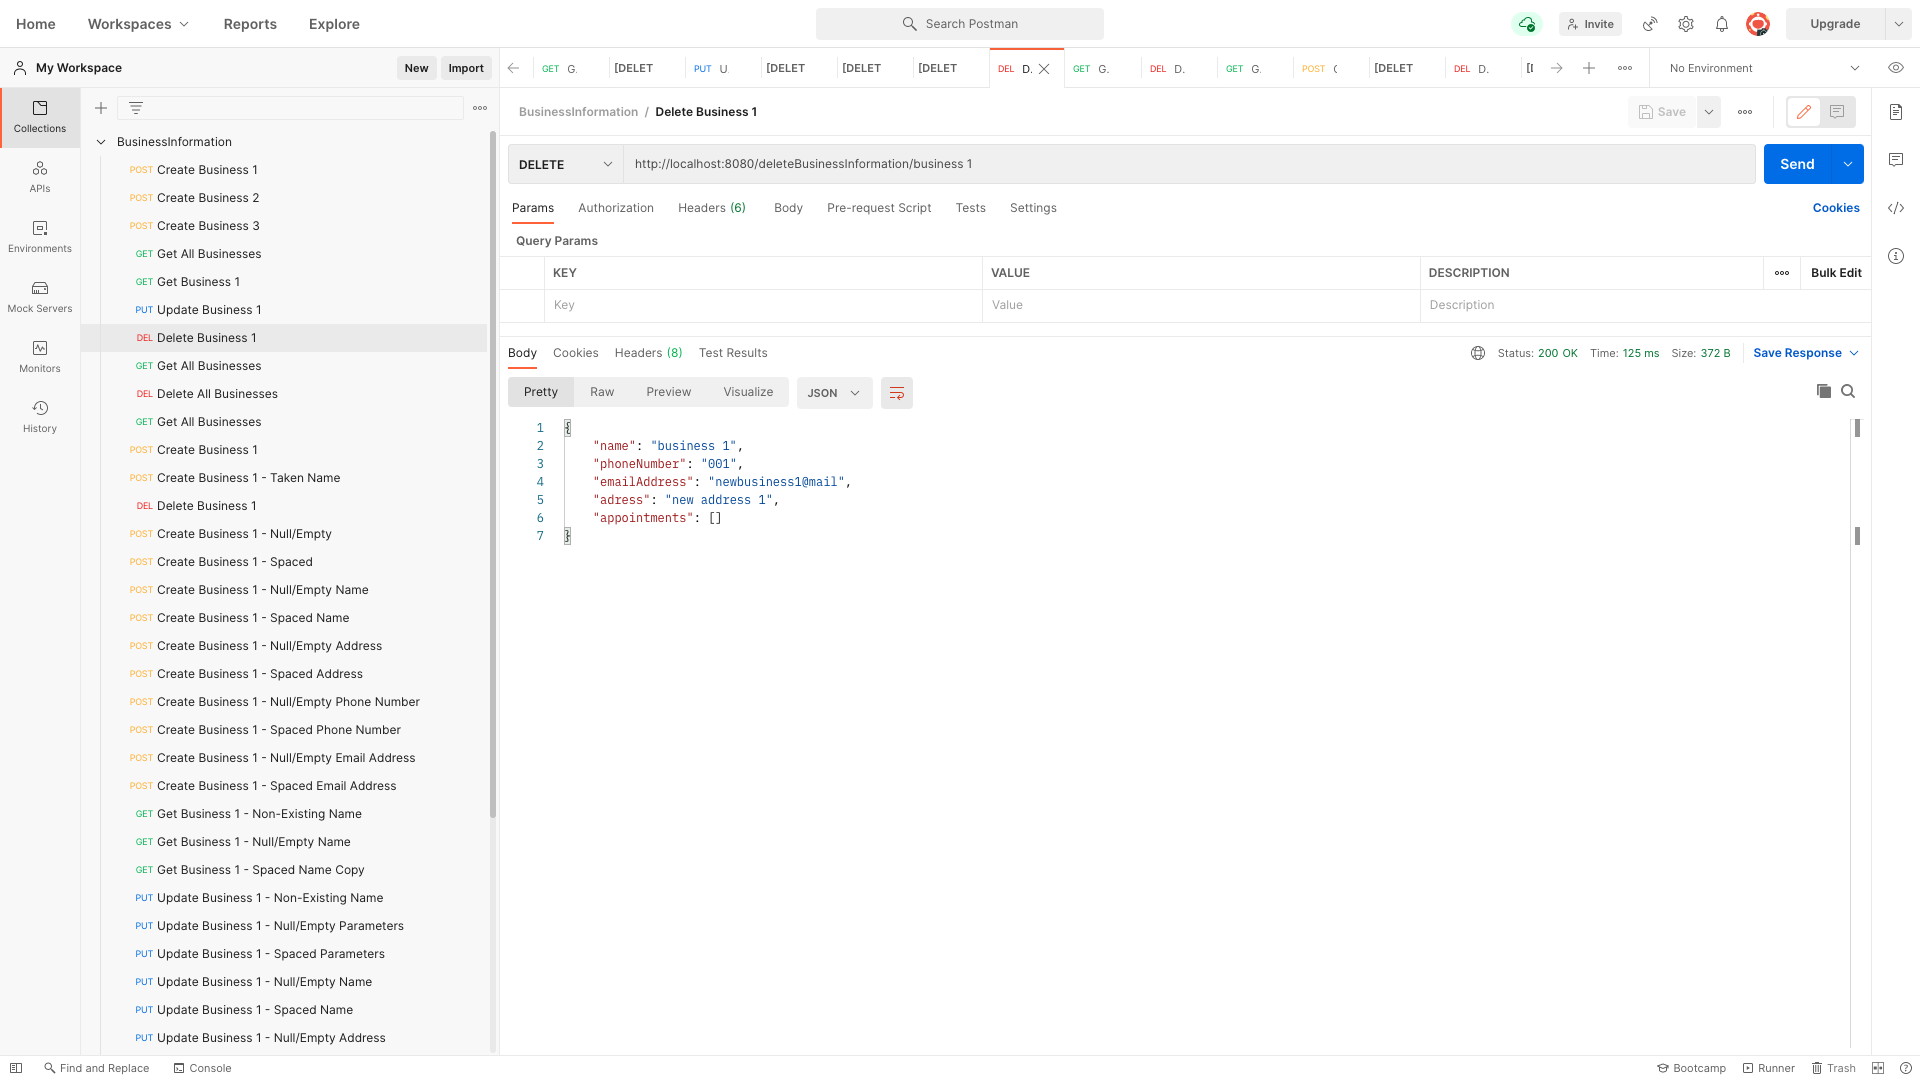 Home Workspaces Reports Explore Search Postman Invite Upgrade
My Workspace New Import GET G. [DELET PUT U. [DELET [DELET [DELET DEL D. GET G. DEL D. GET G. POST [DELET DEL D. No Environment
Collections
APIs
Environments
Mock Servers
Monitors
History
BusinessInformation
POST Create Business 1
POST Create Business 2
POST Create Business 3
GET Get All Businesses
GET Get Business 1
PUT Update Business 1
DEL Delete Business 1
GET Get All Businesses
DEL Delete All Businesses
GET Get All Businesses
POST Create Business 1
POST Create Business 1 - Taken Name
DEL Delete Business 1
POST Create Business 1 - Null/Empty
POST Create Business 1 - Spaced
POST Create Business 1 - Null/Empty Name
POST Create Business 1 - Spaced Name
POST Create Business 1 - Null/Empty Address
POST Create Business 1 - Spaced Address
POST Create Business 1 - Null/Empty Phone Number
POST Create Business 1 - Spaced Phone Number
POST Create Business 1 - Null/Empty Email Address
POST Create Business 1 - Spaced Email Address
GET Get Business 1 - Non-Existing Name
GET Get Business 1 - Null/Empty Name
GET Get Business 1 - Spaced Name Copy
PUT Update Business 1 - Non-Existing Name
PUT Update Business 1 - Null/Empty Parameters
PUT Update Business 1 - Spaced Parameters
PUT Update Business 1 - Null/Empty Name
PUT Update Business 1 - Spaced Name
PUT Update Business 1 - Null/Empty Address
BusinessInformation / Delete Business 1 Save
DELETE http://localhost:8080/deleteBusinessInformation/business 1 Send
Params Authorization Headers (6) Body Pre-request Script Tests Settings Cookies
Query Params
KEY VALUE DESCRIPTION Bulk Edit
Key Value Description
Body Cookies Headers (8) Test Results Status: 200 OK Time: 125 ms Size: 372 B Save Response
Pretty Raw Preview Visualize JSON
1 {
2 "name": "business 1",
3 "phoneNumber": "001",
4 "emailAddress": "newbusiness1@mail",
5 "adress": "new address 1",
6 "appointments": []
7 }
Find and Replace Console Bootcamp Runner Trash